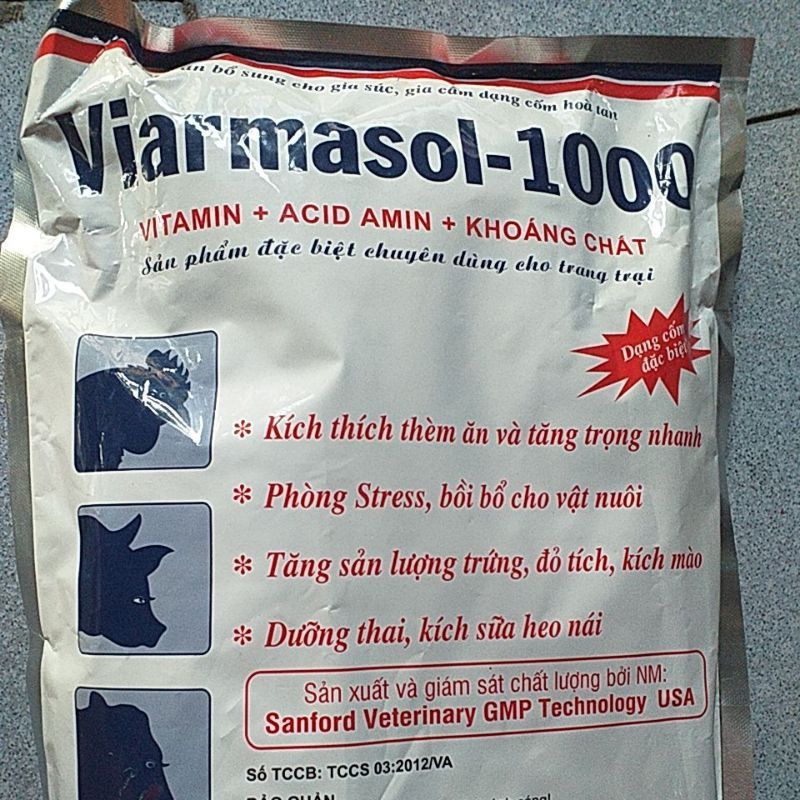 bổ sung cho gia súc, gia cầm dạng cốm hoà tan
Viarmasol-1000
VITAMIN + ACID AMIN + KHOÁNG CHẤT
Sản phẩm đặc biệt chuyên dùng cho trang trại
Dạng cốm
đặc biệt
* Kích thích thèm ăn và tăng trọng nhanh
* Phòng Stress, bồi bổ cho vật nuôi
* Tăng sản lượng trứng, đỏ tích, kích mào
* Dưỡng thai, kích sữa heo nái
Sản xuất và giám sát chất lượng bởi NM:
Sanford Veterinary GMP Technology USA
Số TCCB: TCCS 03:2012/VA
BẢO QUẢN